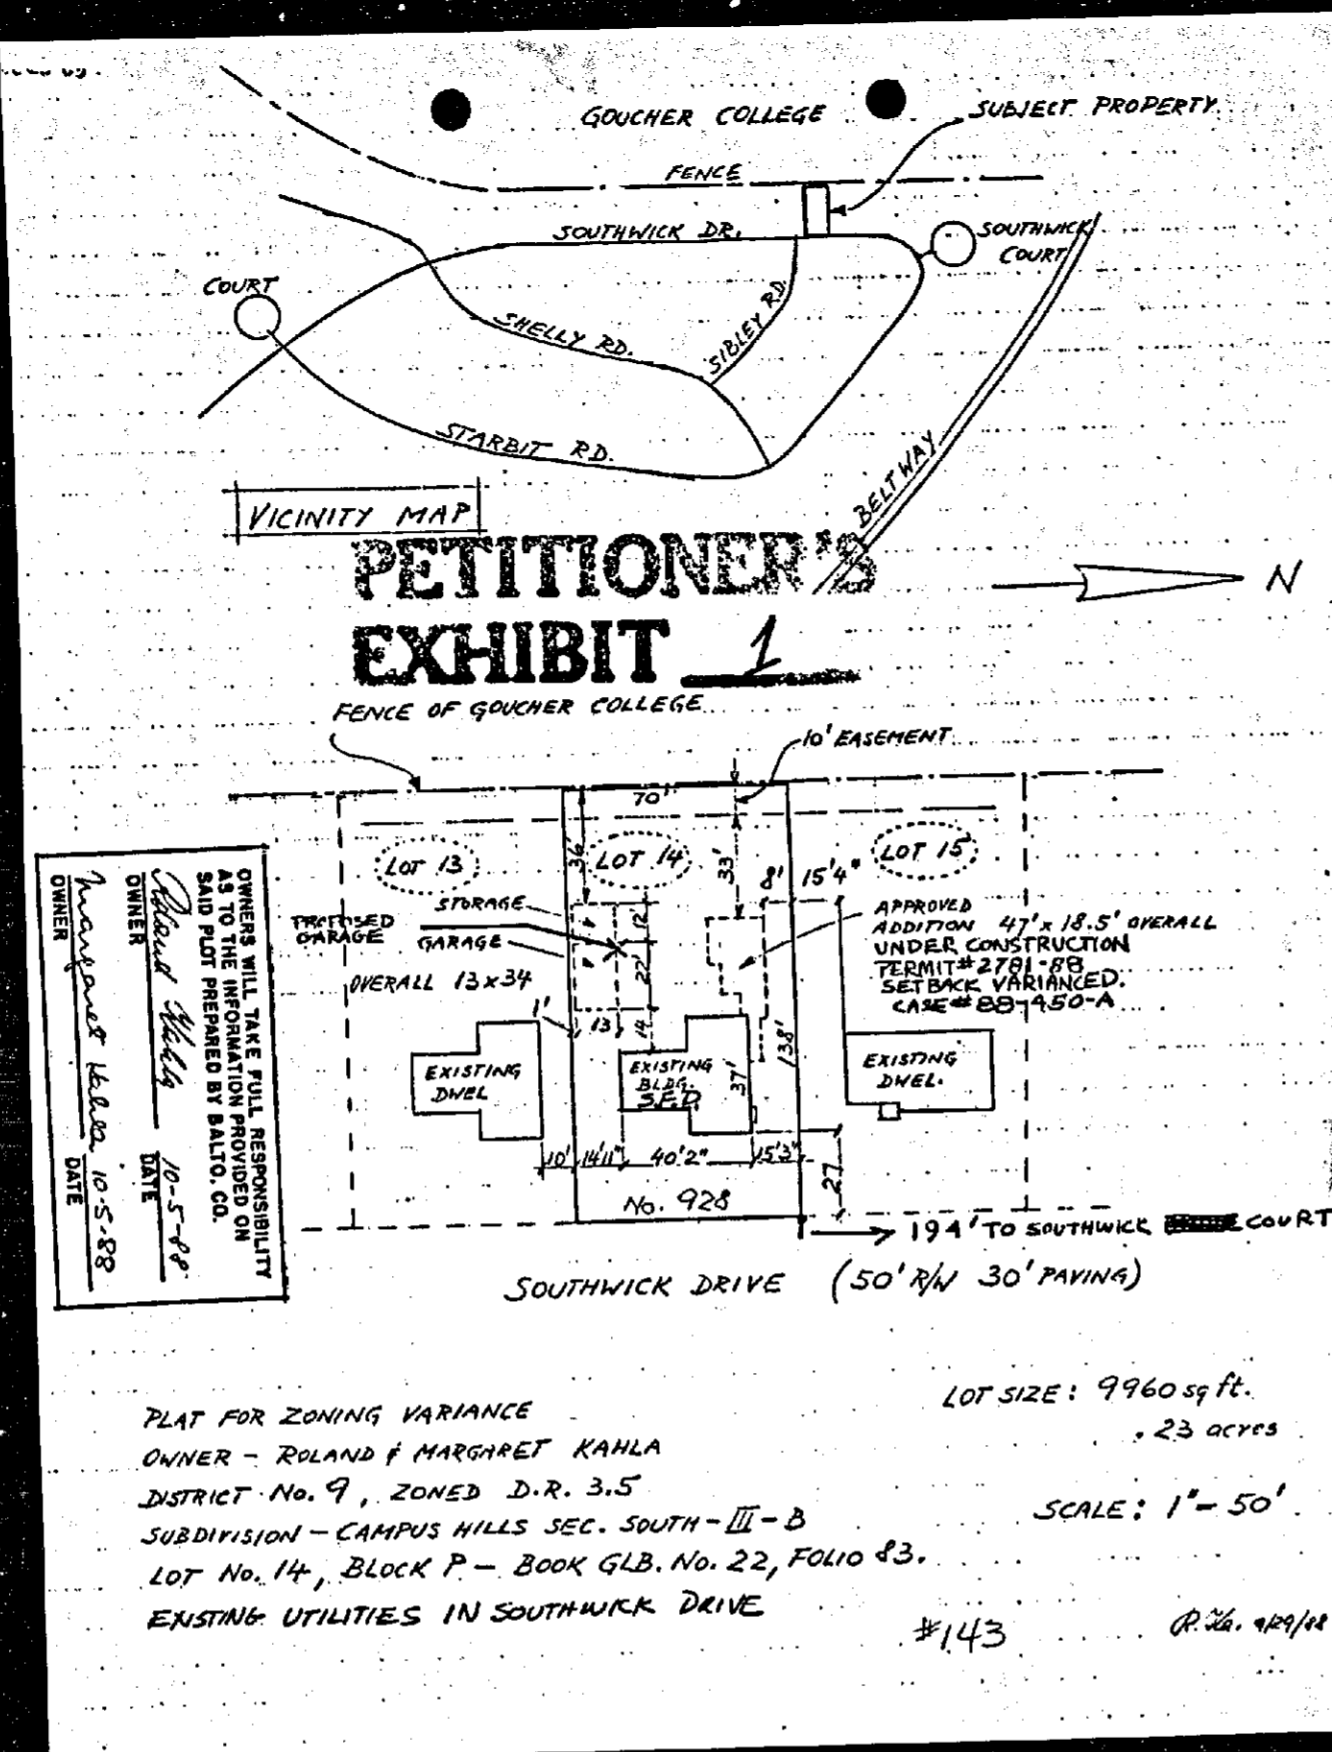 GOUCHER COLLEGE
SUBJECT PROPERTY
FENCE
SOUTHWICK DR.
SOUTHWICK
COURT
COURT
SHELLY RD.
SIBLEY RD.
STARBIT RD.
BELTWAY
VICINITY MAP
PETITIONER'S
EXHIBIT 1
N
FENCE OF GOUCHER COLLEGE
10' EASEMENT
70'
36'
33'
LOT 13
LOT 14
LOT 15
8'
15'4"
STORAGE
PROPOSED
GARAGE
GARAGE
12'
22'
OVERALL 13x34
1'
13
14
APPROVED
ADDITION 47' x 18.5' OVERALL
UNDER CONSTRUCTION
PERMIT # 2781-88
SETBACK VARIANCED.
CASE # 88-450-A
138'
EXISTING
DWEL
EXISTING
BLDG.
S.F.D.
37'
EXISTING
DWEL.
10'
14'11"
40'2"
15'3"
27
No. 928
194' TO SOUTHWICK COURT
SOUTHWICK DRIVE (50' R/W 30' PAVING)
OWNERS WILL TAKE FULL RESPONSIBILITY
AS TO THE INFORMATION PROVIDED ON
SAID PLOT PREPARED BY BALTO. CO.
Roland Kahla 10-5-88
OWNER DATE
Margaret Kahla 10-5-88
OWNER DATE
PLAT FOR ZONING VARIANCE
OWNER - ROLAND & MARGARET KAHLA
DISTRICT No. 9, ZONED D.R. 3.5
SUBDIVISION - CAMPUS HILLS SEC. SOUTH-III-B
LOT No. 14, BLOCK P - BOOK GLB. No. 22, FOLIO 83.
EXISTING UTILITIES IN SOUTHWICK DRIVE
LOT SIZE: 9960 sq ft.
.23 acres
SCALE: 1" - 50'
#143
9/29/88